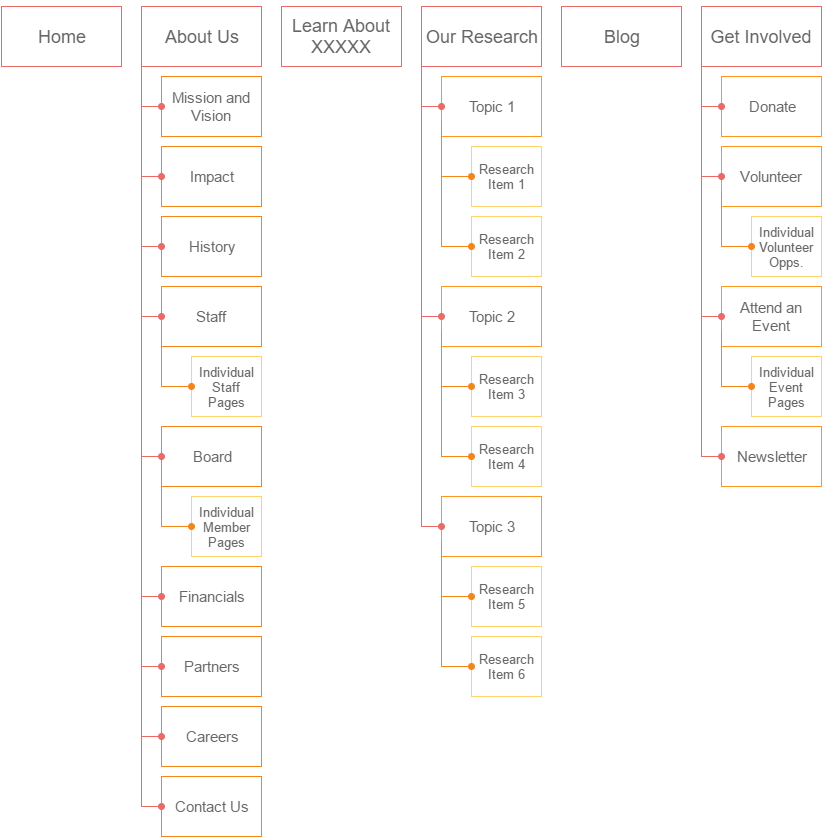 Home
About Us
Learn About
XXXXX
Our Research
Blog
Get Involved
Mission and
Vision
Impact
History
Staff
Individual
Staff
Pages
Board
Individual
Member
Pages
Financials
Partners
Careers
Contact Us
Topic 1
Research
Item 1
Research
Item 2
Topic 2
Research
Item 3
Research
Item 4
Topic 3
Research
Item 5
Research
Item 6
Donate
Volunteer
Individual
Volunteer
Opps.
Attend an
Event
Individual
Event
Pages
Newsletter